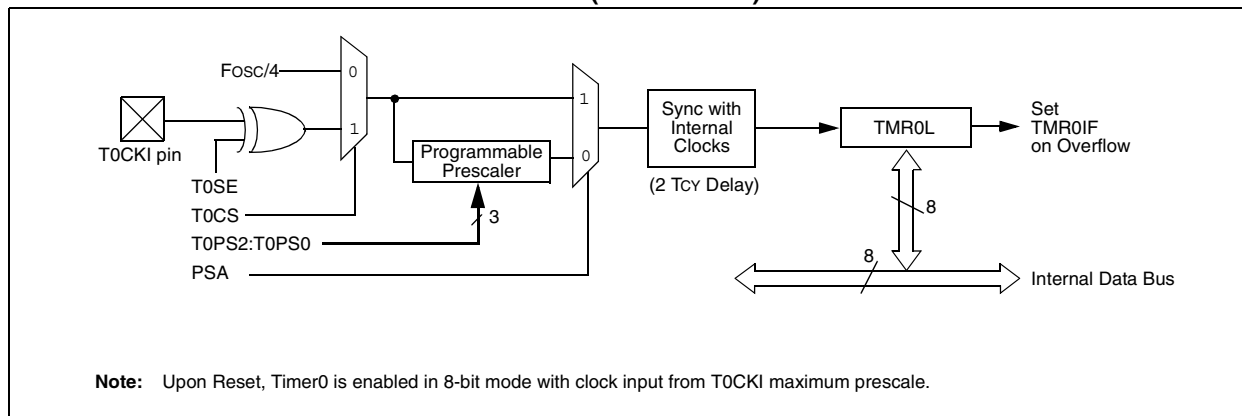 FOSC/4
0
1
T0CKI pin
T0SE
T0CS
T0PS2:T0PS0
PSA
Programmable
Prescaler
3
1
0
Sync with
Internal
Clocks
(2 TCY Delay)
TMR0L
Set
TMR0IF
on Overflow
8
8
Internal Data Bus
Note: Upon Reset, Timer0 is enabled in 8-bit mode with clock input from T0CKI maximum prescale.